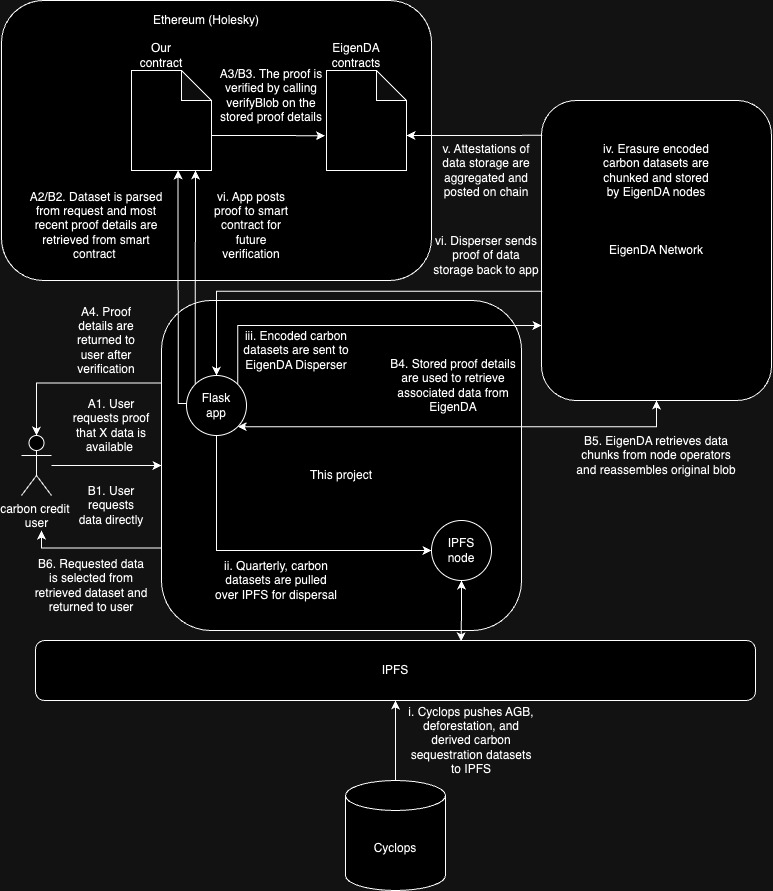 Ethereum (Holesky)
Our
contract
EigenDA
contracts
A3/B3. The proof is
verified by calling
verifyBlob on the
stored proof details
A2/B2. Dataset is parsed
from request and most
recent proof details are
retrieved from smart
contract
vi. App posts
proof to smart
contract for
future
verification
v. Attestations of
data storage are
aggregated and
posted on chain
iv. Erasure encoded
carbon datasets are
chunked and stored
by EigenDA nodes
EigenDA Network
vi. Disperser sends
proof of data
storage back to app
A4. Proof
details are
returned to
user after
verification
iii. Encoded carbon
datasets are sent to
EigenDA Disperser
B4. Stored proof details
are used to retrieve
associated data from
EigenDA
Flask
app
A1. User
requests proof
that X data is
available
B5. EigenDA retrieves data
chunks from node operators
and reassembles original blob
This project
B1. User
requests
data directly
carbon credit
user
IPFS
node
B6. Requested data
is selected from
retrieved dataset and
returned to user
ii. Quarterly, carbon
datasets are pulled
over IPFS for dispersal
IPFS
i. Cyclops pushes AGB,
deforestation, and
derived carbon
sequestration datasets
to IPFS
Cyclops